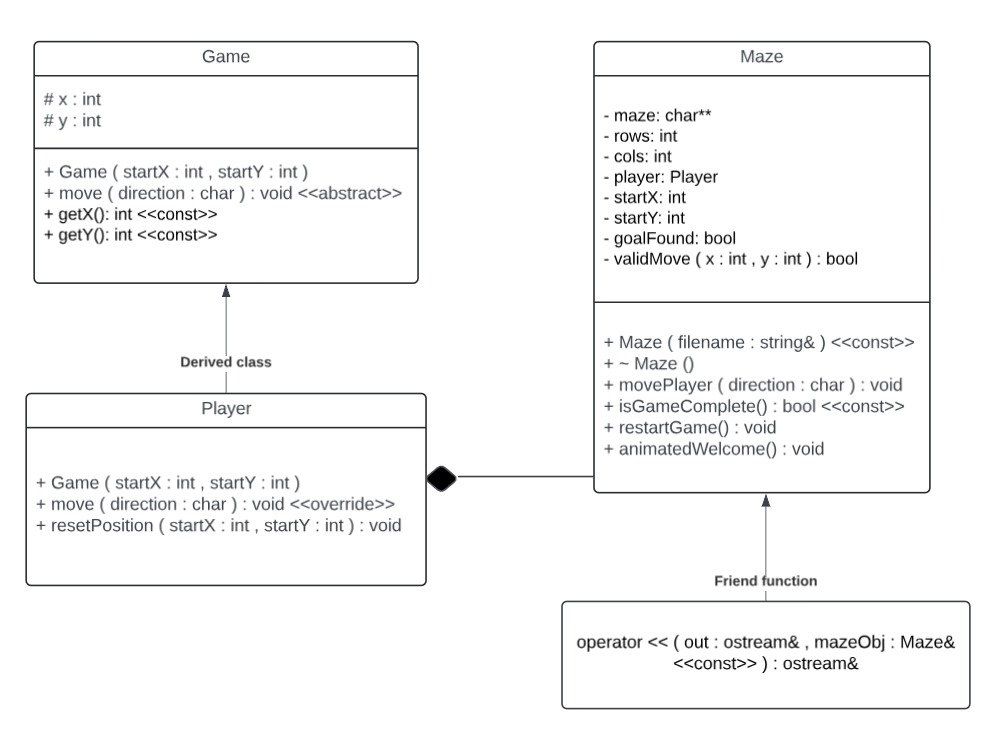 Game
# x : int
# y : int
+ Game ( startX : int , startY : int )
+ move ( direction : char ) : void <<abstract>>
+ getX(): int <<const>>
+ getY(): int <<const>>
Derived class
Player
+ Game ( startX : int , startY : int )
+ move ( direction : char ) : void <<override>>
+ resetPosition ( startX : int , startY : int ) : void
Maze
- maze: char**
- rows: int
- cols: int
- player: Player
- startX: int
- startY: int
- goalFound: bool
- validMove ( x : int , y : int ) : bool
+ Maze ( filename : string& ) <<const>>
+ ~ Maze ()
+ movePlayer ( direction : char ) : void
+ isGameComplete() : bool <<const>>
+ restartGame() : void
+ animatedWelcome() : void
Friend function
operator << ( out : ostream& , mazeObj : Maze&
<<const>> ) : ostream&